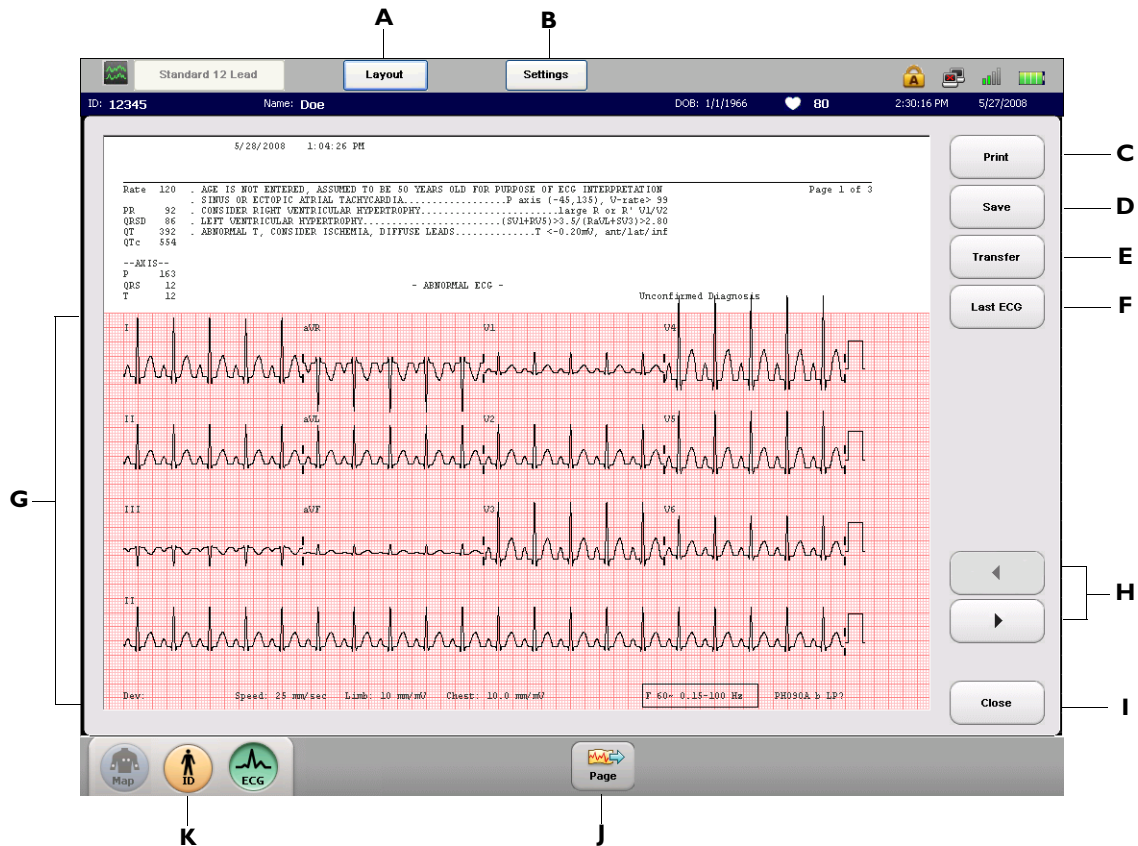 A B
Standard 12 Lead Layout Settings
A
ID: 12345 Name: Doe DOB: 1/1/1966 80 2:30:16 PM 5/27/2008
5/28/2008 1:04:26 PM
Print C
Rate 120 . AGE IS NOT ENTERED, ASSUMED TO BE 50 YEARS OLD FOR PURPOSE OF ECG INTERPRETATION Page 1 of 3
. SINUS OR ECTOPIC ATRIAL TACHYCARDIA..............P axis (-45,135), V-rate> 99
PR 92 . CONSIDER RIGHT VENTRICULAR HYPERTROPHY...................large R or R' V1/V2
QRSD 86 . LEFT VENTRICULAR HYPERTROPHY...................(SV1+RV5)>3.5/(RaVL+SV3)>2.80
QT 392 . ABNORMAL T, CONSIDER ISCHEMIA, DIFFUSE LEADS..............T <-0.20mV, ant/lat/inf
QTc 554
Save D
Transfer E
--AXIS--
P 163
QRS 12 - ABNORMAL ECG -
T 12 Unconfirmed Diagnosis
Last ECG F
I aVR V1 V4
II aVL V2 V5
G
III aVF V3 V6
H
II
Dev: Speed: 25 mm/sec Limb: 10 mm/mV Chest: 10.0 mm/mV F 60~ 0.15-100 Hz PH090A b LP?
Close I
Map ID ECG Page
K J